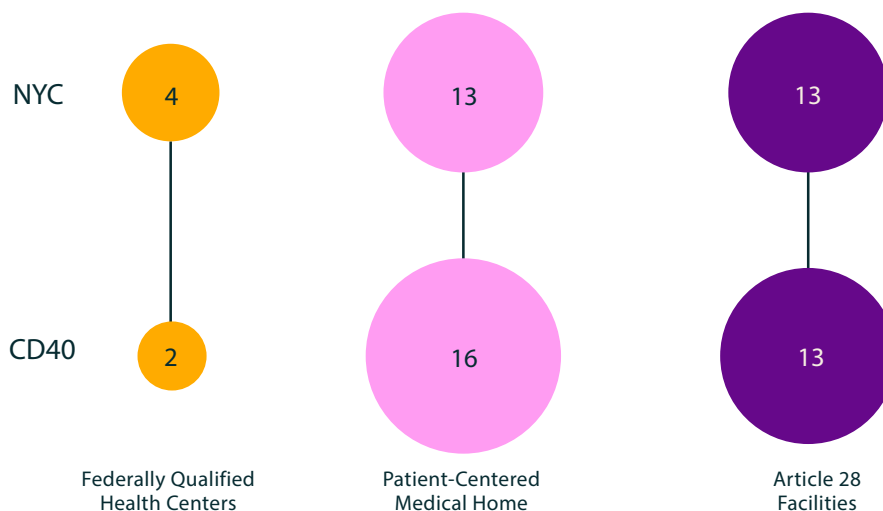 NYC
4
13
13
CD40
2
16
13
Federally Qualified
Health Centers
Patient-Centered
Medical Home
Article 28
Facilities